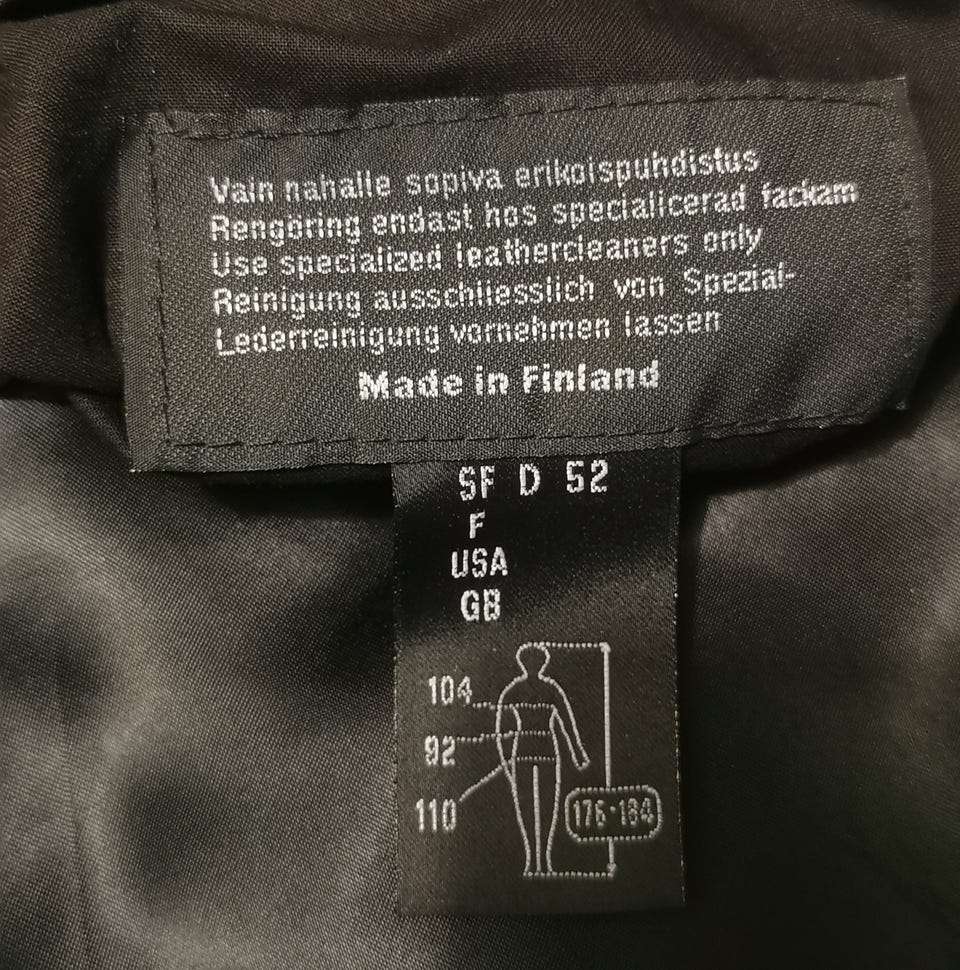 Vain nahalle sopiva erikoispuhdistus
Rengöring endast hos specialicerad fackam
Use specialized leathercleaners only
Reinigung ausschliesslich von Spezial-
Lederreinigung vornehmen lassen
Made in Finland
SF D 52
F
USA
GB
104
92
110
176-184